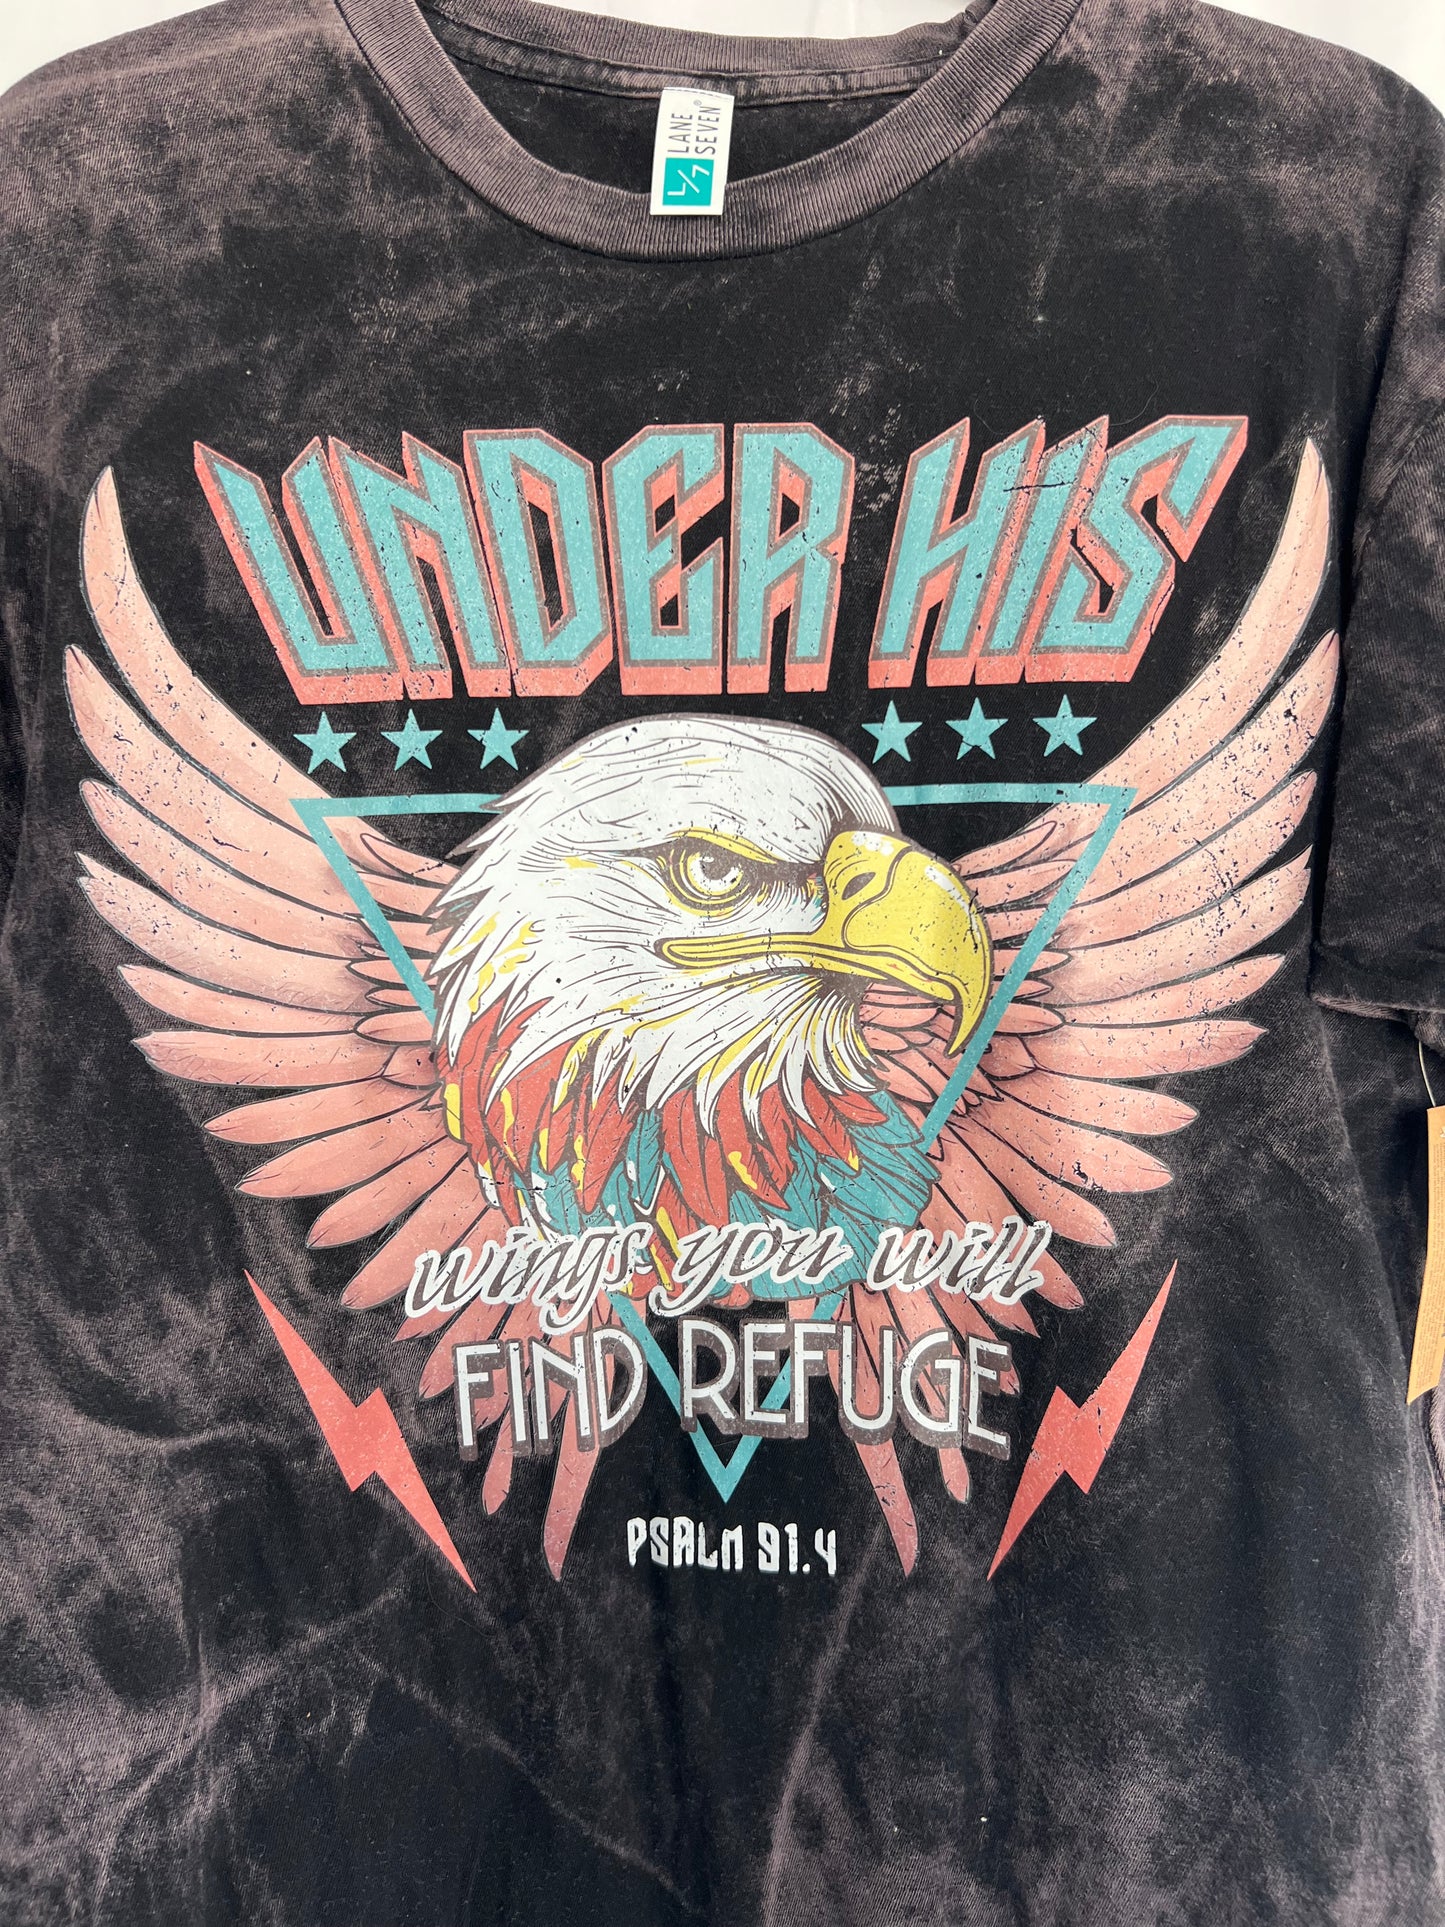 LANE
SEVEN®
UNDER HIS
wings you will
FIND REFUGE
PSALM 91.4